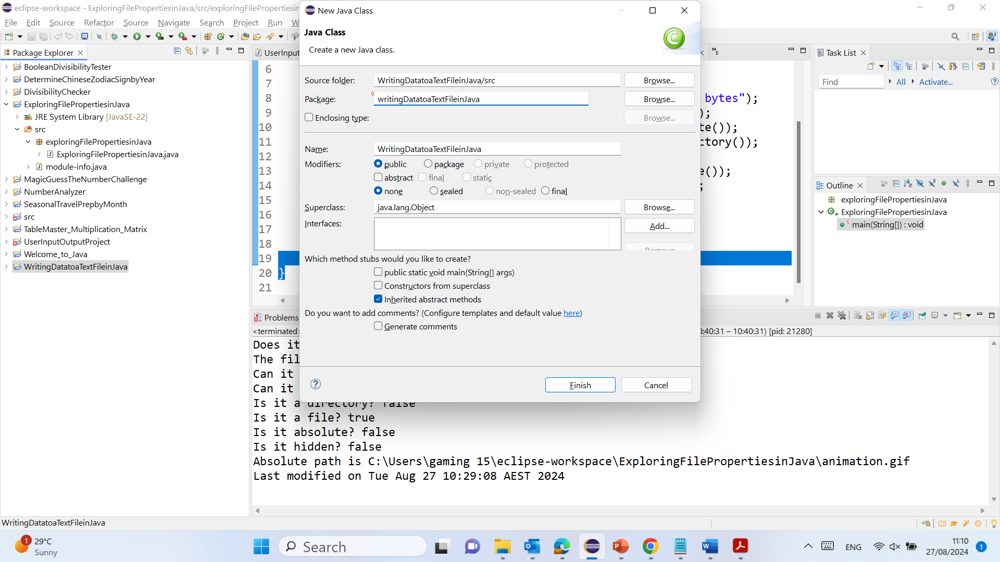 eclipse-workspace - ExploringFilePropertiesinJava/src/exploringFilePropertiesin
File Edit Source Refactor Source Navigate Search Project Run W
Package Explorer
BooleanDivisibilityTester
DetermineChineseZodiacSignbyYear
DivisibilityChecker
ExploringFilePropertiesinJava
JRE System Library [JavaSE-22]
src
exploringFilePropertiesinJava
ExploringFilePropertiesinJava.java
module-info.java
MagicGuessTheNumberChallenge
NumberAnalyzer
SeasonalTravelPrepbyMonth
src
TableMaster_Multiplication_Matrix
UserInputOutputProject
Welcome_to_Java
WritingDatatoaTextFileinJava
UserInput
8
6
7
8 bytes");
9 );
10 te());
11 ctory());
12
13 e());
14 ;
15
16
17
18
19
20 }
21
New Java Class
Java Class
Create a new Java class.
Source folder: WritingDatatoaTextFileinJava/src Browse...
Package: writingDatatoaTextFileinJava Browse...
Enclosing type: Browse...
Name: WritingDatatoaTextFileinJava
Modifiers: public package private protected
abstract final static
none sealed non-sealed final
Superclass: java.lang.Object Browse...
Interfaces: Add...
Remove
Which method stubs would you like to create?
public static void main(String[] args)
Constructors from superclass
Inherited abstract methods
Do you want to add comments? (Configure templates and default value here)
Generate comments
Finish Cancel
Task List
Find All Activate...
Outline
exploringFilePropertiesinJava
ExploringFilePropertiesinJava
main(String[]) : void
Problems
<terminated> 0:40:31 – 10:40:31) [pid: 21280]
Does it
The fil
Can it
Can it
Is it a directory? false
Is it a file? true
Is it absolute? false
Is it hidden? false
Absolute path is C:\Users\gaming 15\eclipse-workspace\ExploringFilePropertiesinJava\animation.gif
Last modified on Tue Aug 27 10:29:08 AEST 2024
WritingDatatoaTextFileinJava
1
29°C
Sunny
Search
ENG
11:10
27/08/2024
1